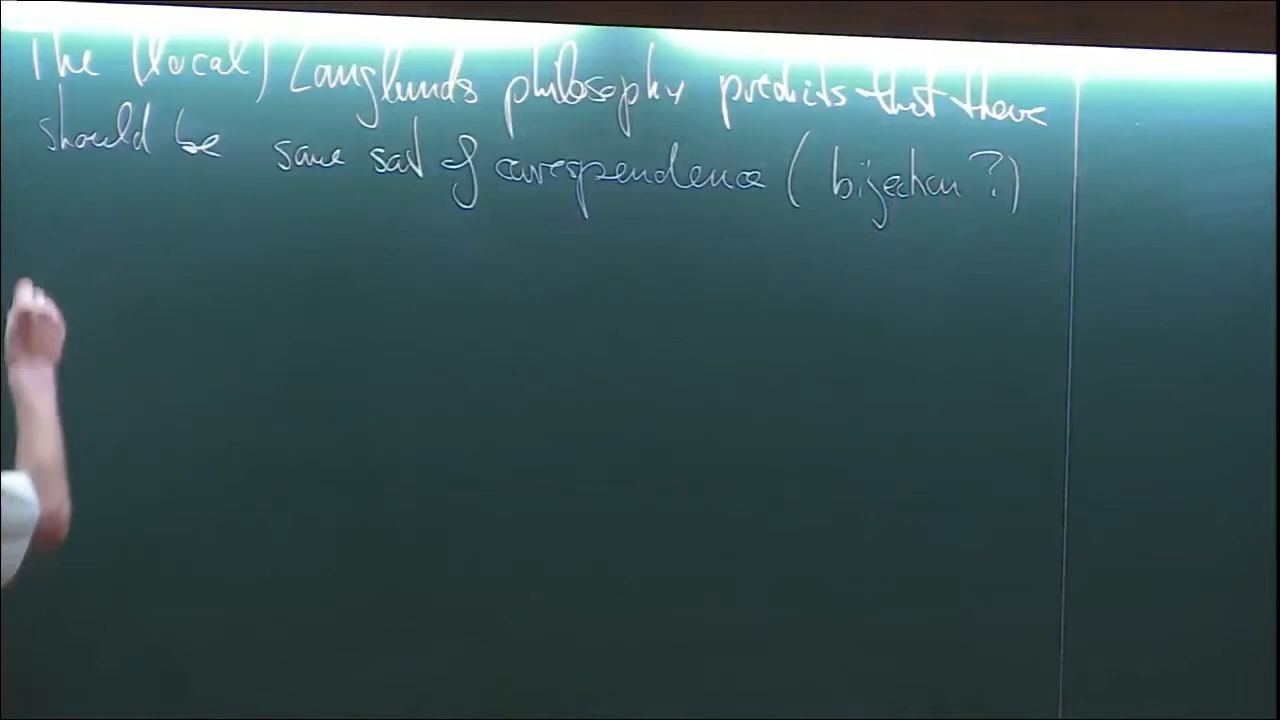 The (local) Langlands philosophy predicts that there
should be some sort of correspondence ( bijection ?)